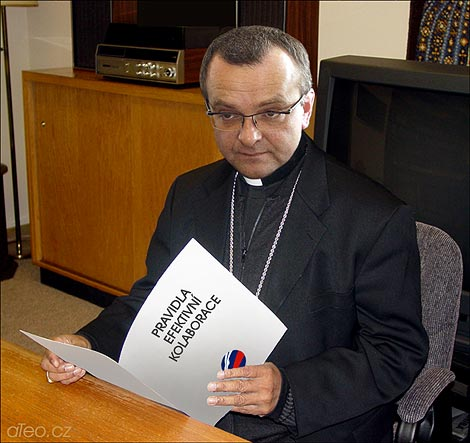 PRAVIDLA
EFEKTIVNÍ
KOLABORACE
aTeo.cz